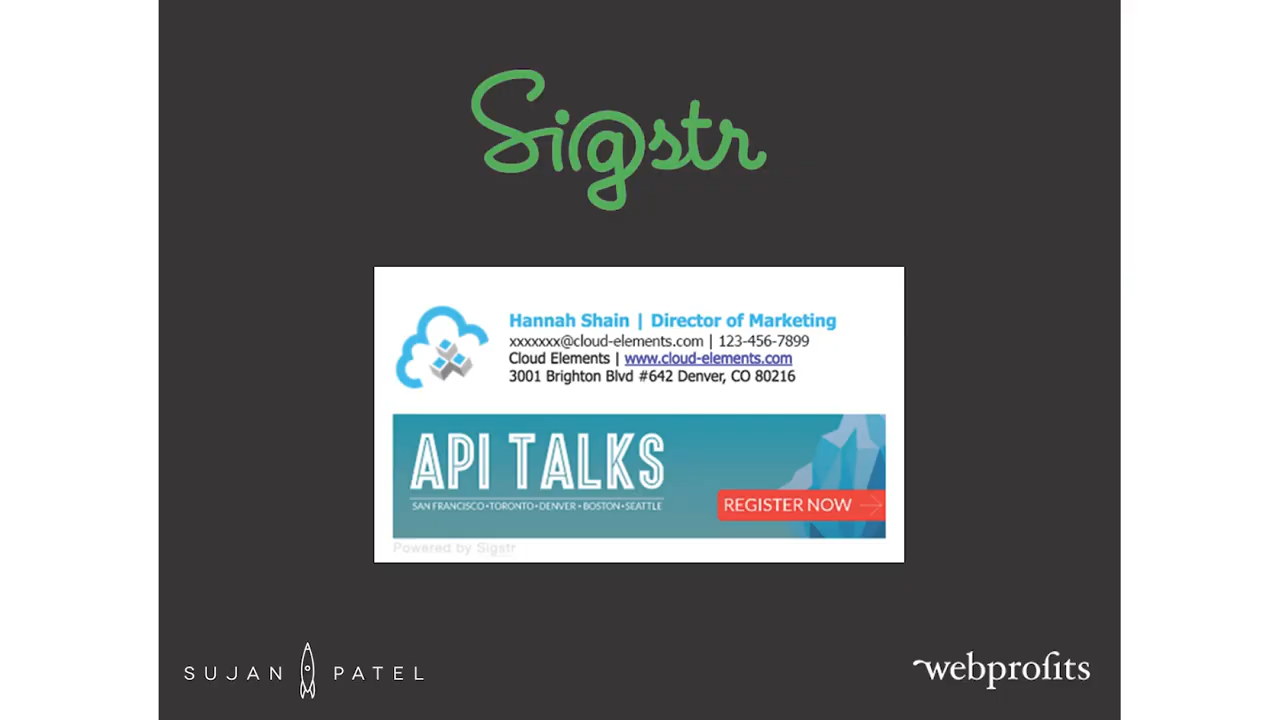 Sigstr
Hannah Shain | Director of Marketing
xxxxxxx@cloud-elements.com | 123-456-7899
Cloud Elements | www.cloud-elements.com
3001 Brighton Blvd #642 Denver, CO 80216
API TALKS
SAN FRANCISCO•TORONTO•DENVER•BOSTON•SEATTLE
REGISTER NOW
Powered by Sigstr
SUJAN PATEL
webprofits